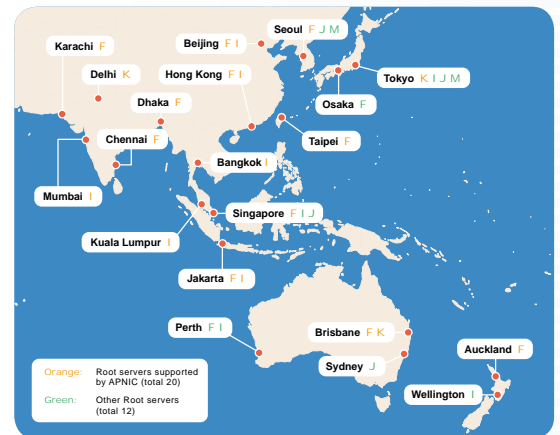 Seoul F J M
Beijing F I
Karachi F
Delhi K
Hong Kong F I
Tokyo K I J M
Dhaka F
Osaka F
Chennai F
Taipei F
Bangkok I
Mumbai I
Singapore F I J
Kuala Lumpur I
Jakarta F I
Perth F I
Brisbane F K
Auckland F
Sydney J
Wellington I
Orange: Root servers supported
by APNIC (total 20)
Green: Other Root servers
(total 12)